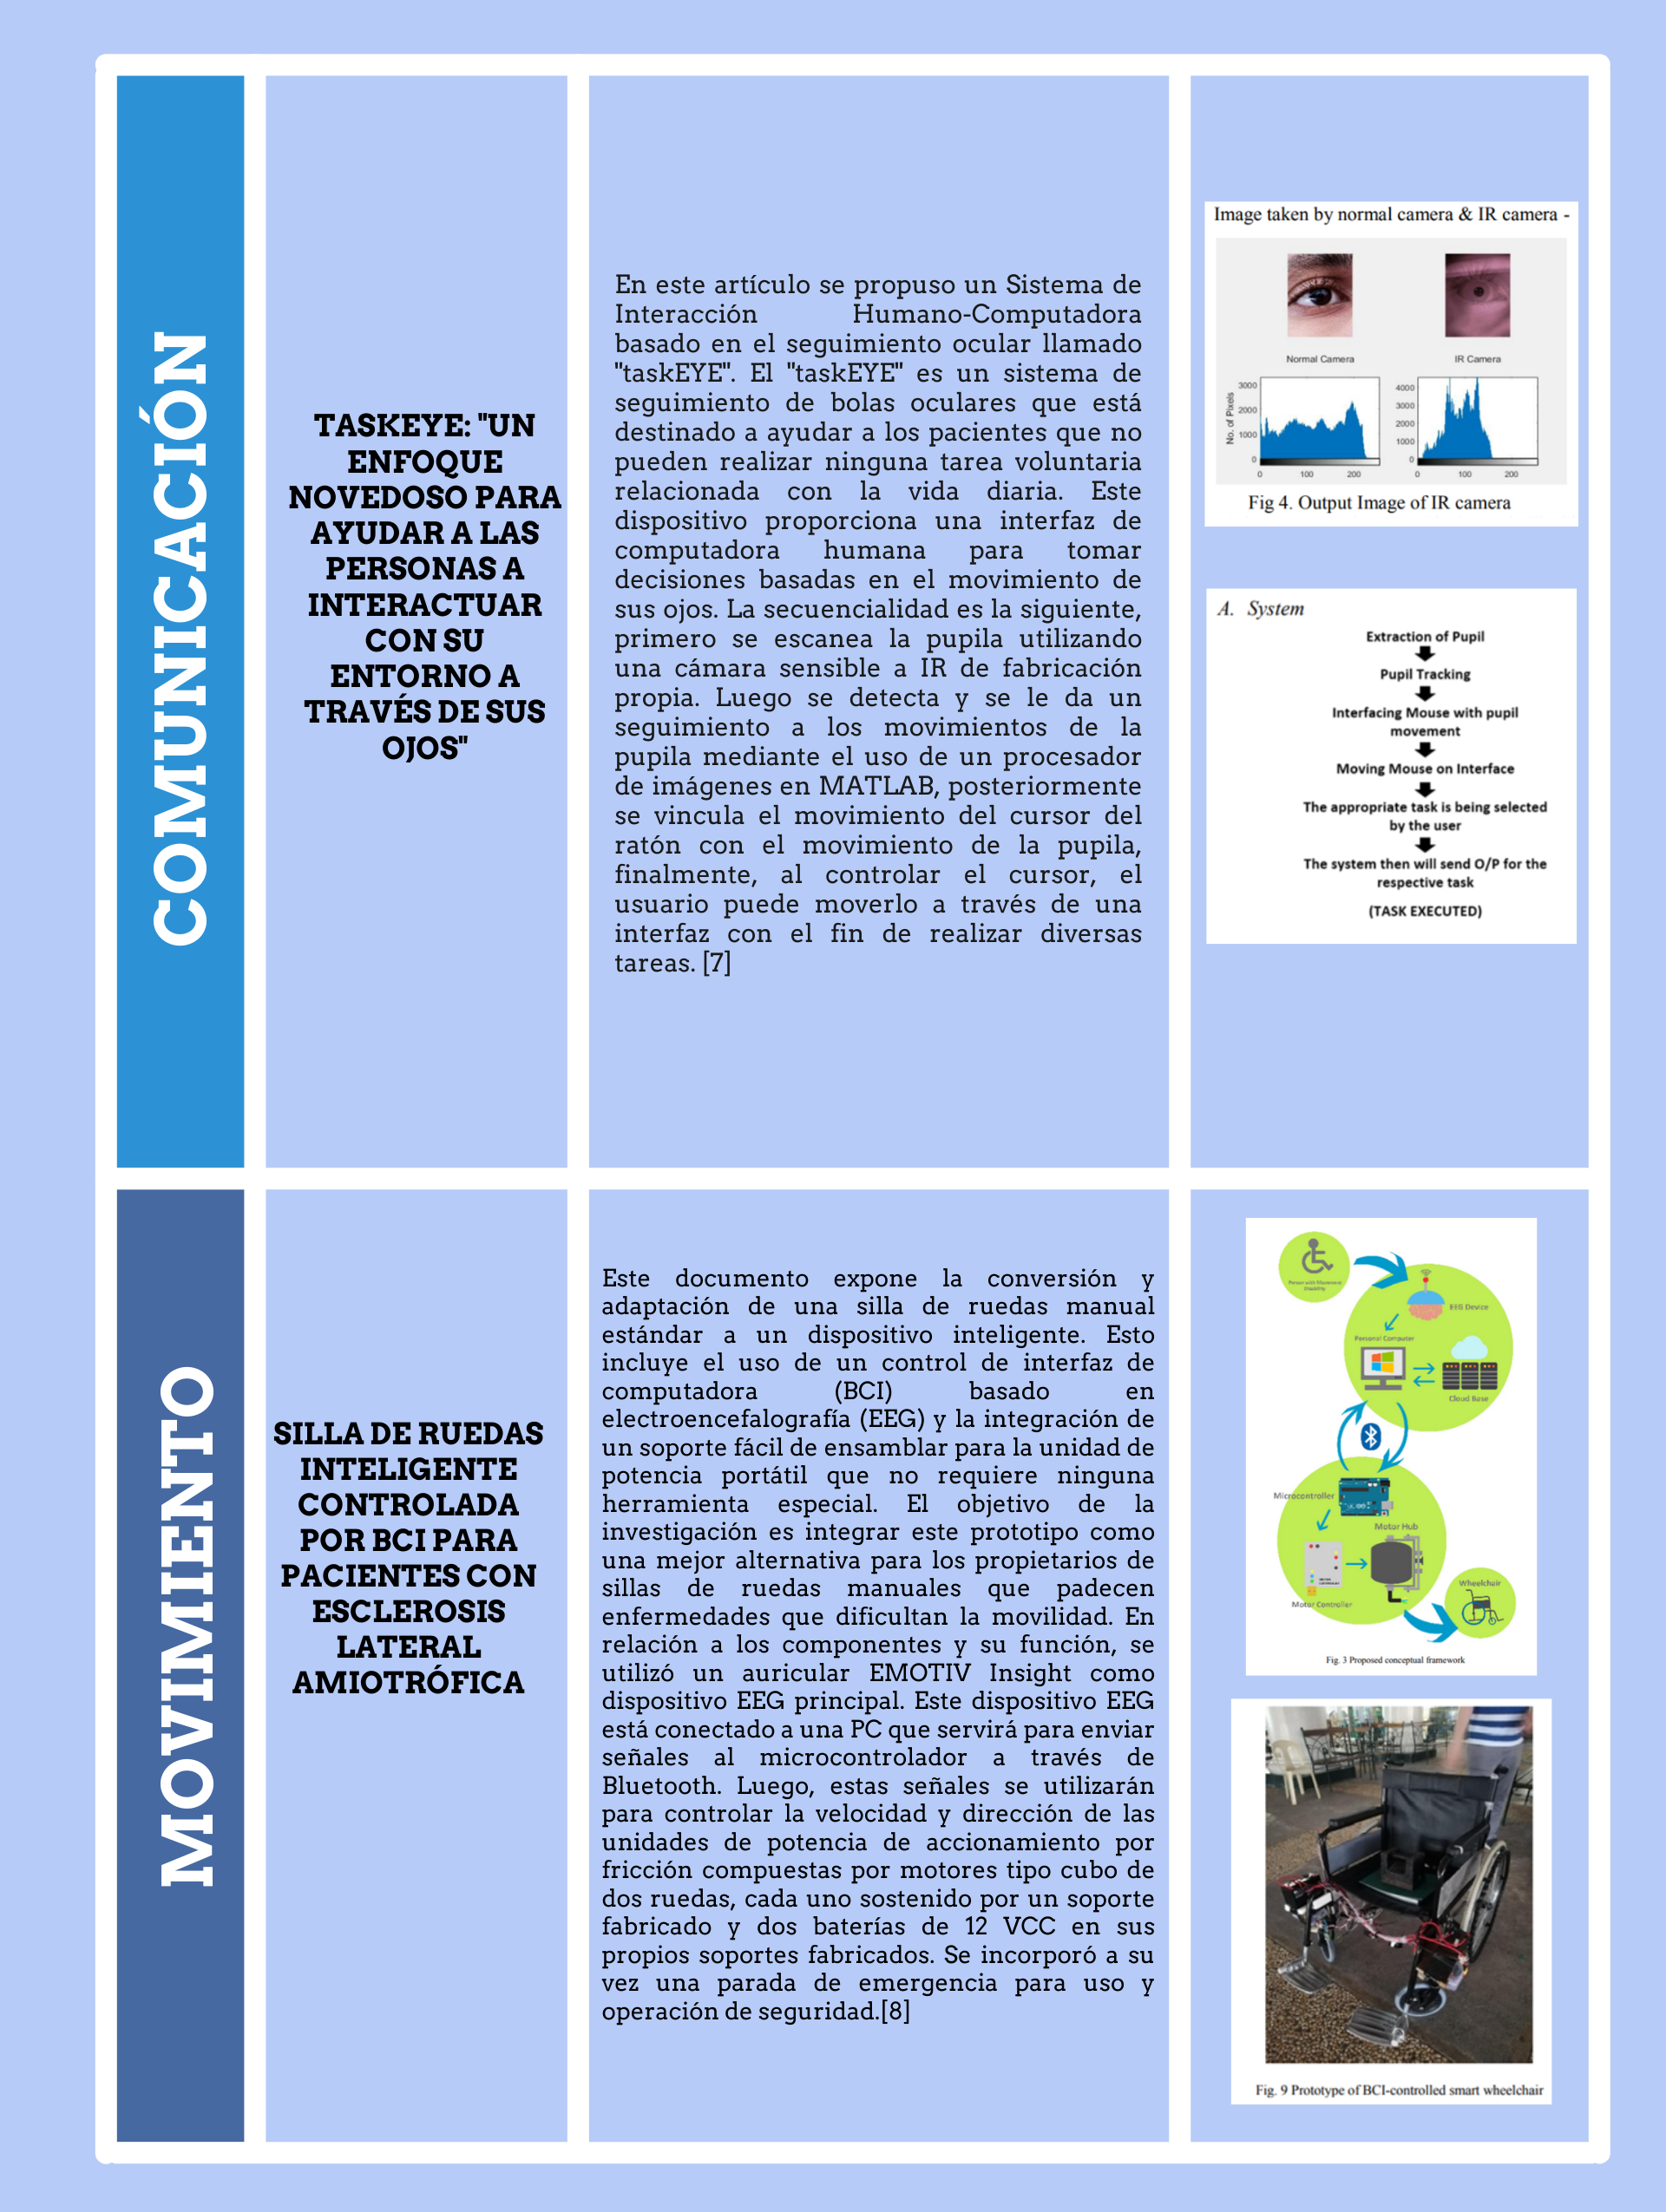 COMUNICACIÓN
TASKEYE: "UN
ENFOQUE
NOVEDOSO PARA
AYUDAR A LAS
PERSONAS A
INTERACTUAR
CON SU
ENTORNO A
TRAVÉS DE SUS
OJOS"
En este artículo se propuso un Sistema de
Interacción Humano-Computadora
basado en el seguimiento ocular llamado
"taskEYE". El "taskEYE" es un sistema de
seguimiento de bolas oculares que está
destinado a ayudar a los pacientes que no
pueden realizar ninguna tarea voluntaria
relacionada con la vida diaria. Este
dispositivo proporciona una interfaz de
computadora humana para tomar
decisiones basadas en el movimiento de
sus ojos. La secuencialidad es la siguiente,
primero se escanea la pupila utilizando
una cámara sensible a IR de fabricación
propia. Luego se detecta y se le da un
seguimiento a los movimientos de la
pupila mediante el uso de un procesador
de imágenes en MATLAB, posteriormente
se vincula el movimiento del cursor del
ratón con el movimiento de la pupila,
finalmente, al controlar el cursor, el
usuario puede moverlo a través de una
interfaz con el fin de realizar diversas
tareas. [7]
Image taken by normal camera & IR camera -
Normal Camera
IR Camera
No. of Pixels
3000
2000
1000
0
0 100 200
4000
3000
2000
1000
0
0 100 200
Fig 4. Output Image of IR camera
A. System
Extraction of Pupil
Pupil Tracking
Interfacing Mouse with pupil
movement
Moving Mouse on Interface
The appropriate task is being selected
by the user
The system then will send O/P for the
respective task
(TASK EXECUTED)
MOVIMIENTO
SILLA DE RUEDAS
INTELIGENTE
CONTROLADA
POR BCI PARA
PACIENTES CON
ESCLEROSIS
LATERAL
AMIOTRÓFICA
Este documento expone la conversión y
adaptación de una silla de ruedas manual
estándar a un dispositivo inteligente. Esto
incluye el uso de un control de interfaz de
computadora (BCI) basado en
electroencefalografía (EEG) y la integración de
un soporte fácil de ensamblar para la unidad de
potencia portátil que no requiere ninguna
herramienta especial. El objetivo de la
investigación es integrar este prototipo como
una mejor alternativa para los propietarios de
sillas de ruedas manuales que padecen
enfermedades que dificultan la movilidad. En
relación a los componentes y su función, se
utilizó un auricular EMOTIV Insight como
dispositivo EEG principal. Este dispositivo EEG
está conectado a una PC que servirá para enviar
señales al microcontrolador a través de
Bluetooth. Luego, estas señales se utilizarán
para controlar la velocidad y dirección de las
unidades de potencia de accionamiento por
fricción compuestas por motores tipo cubo de
dos ruedas, cada uno sostenido por un soporte
fabricado y dos baterías de 12 VCC en sus
propios soportes fabricados. Se incorporó a su
vez una parada de emergencia para uso y
operación de seguridad.[8]
EEG Device
Personal Computer
Cloud Base
Microcontroller
Motor Hub
Motor Controller
Wheelchair
Fig. 3 Proposed conceptual framework
Fig. 9 Prototype of BCI-controlled smart wheelchair